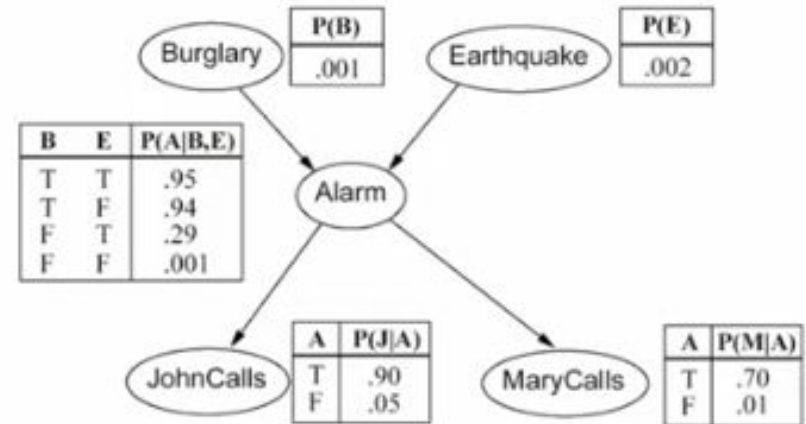 Burglary
P(B)
.001
Earthquake
P(E)
.002
B E P(A|B,E)
T T .95
T F .94
F T .29
F F .001
Alarm
JohnCalls
A P(J|A)
T .90
F .05
MaryCalls
A P(M|A)
T .70
F .01